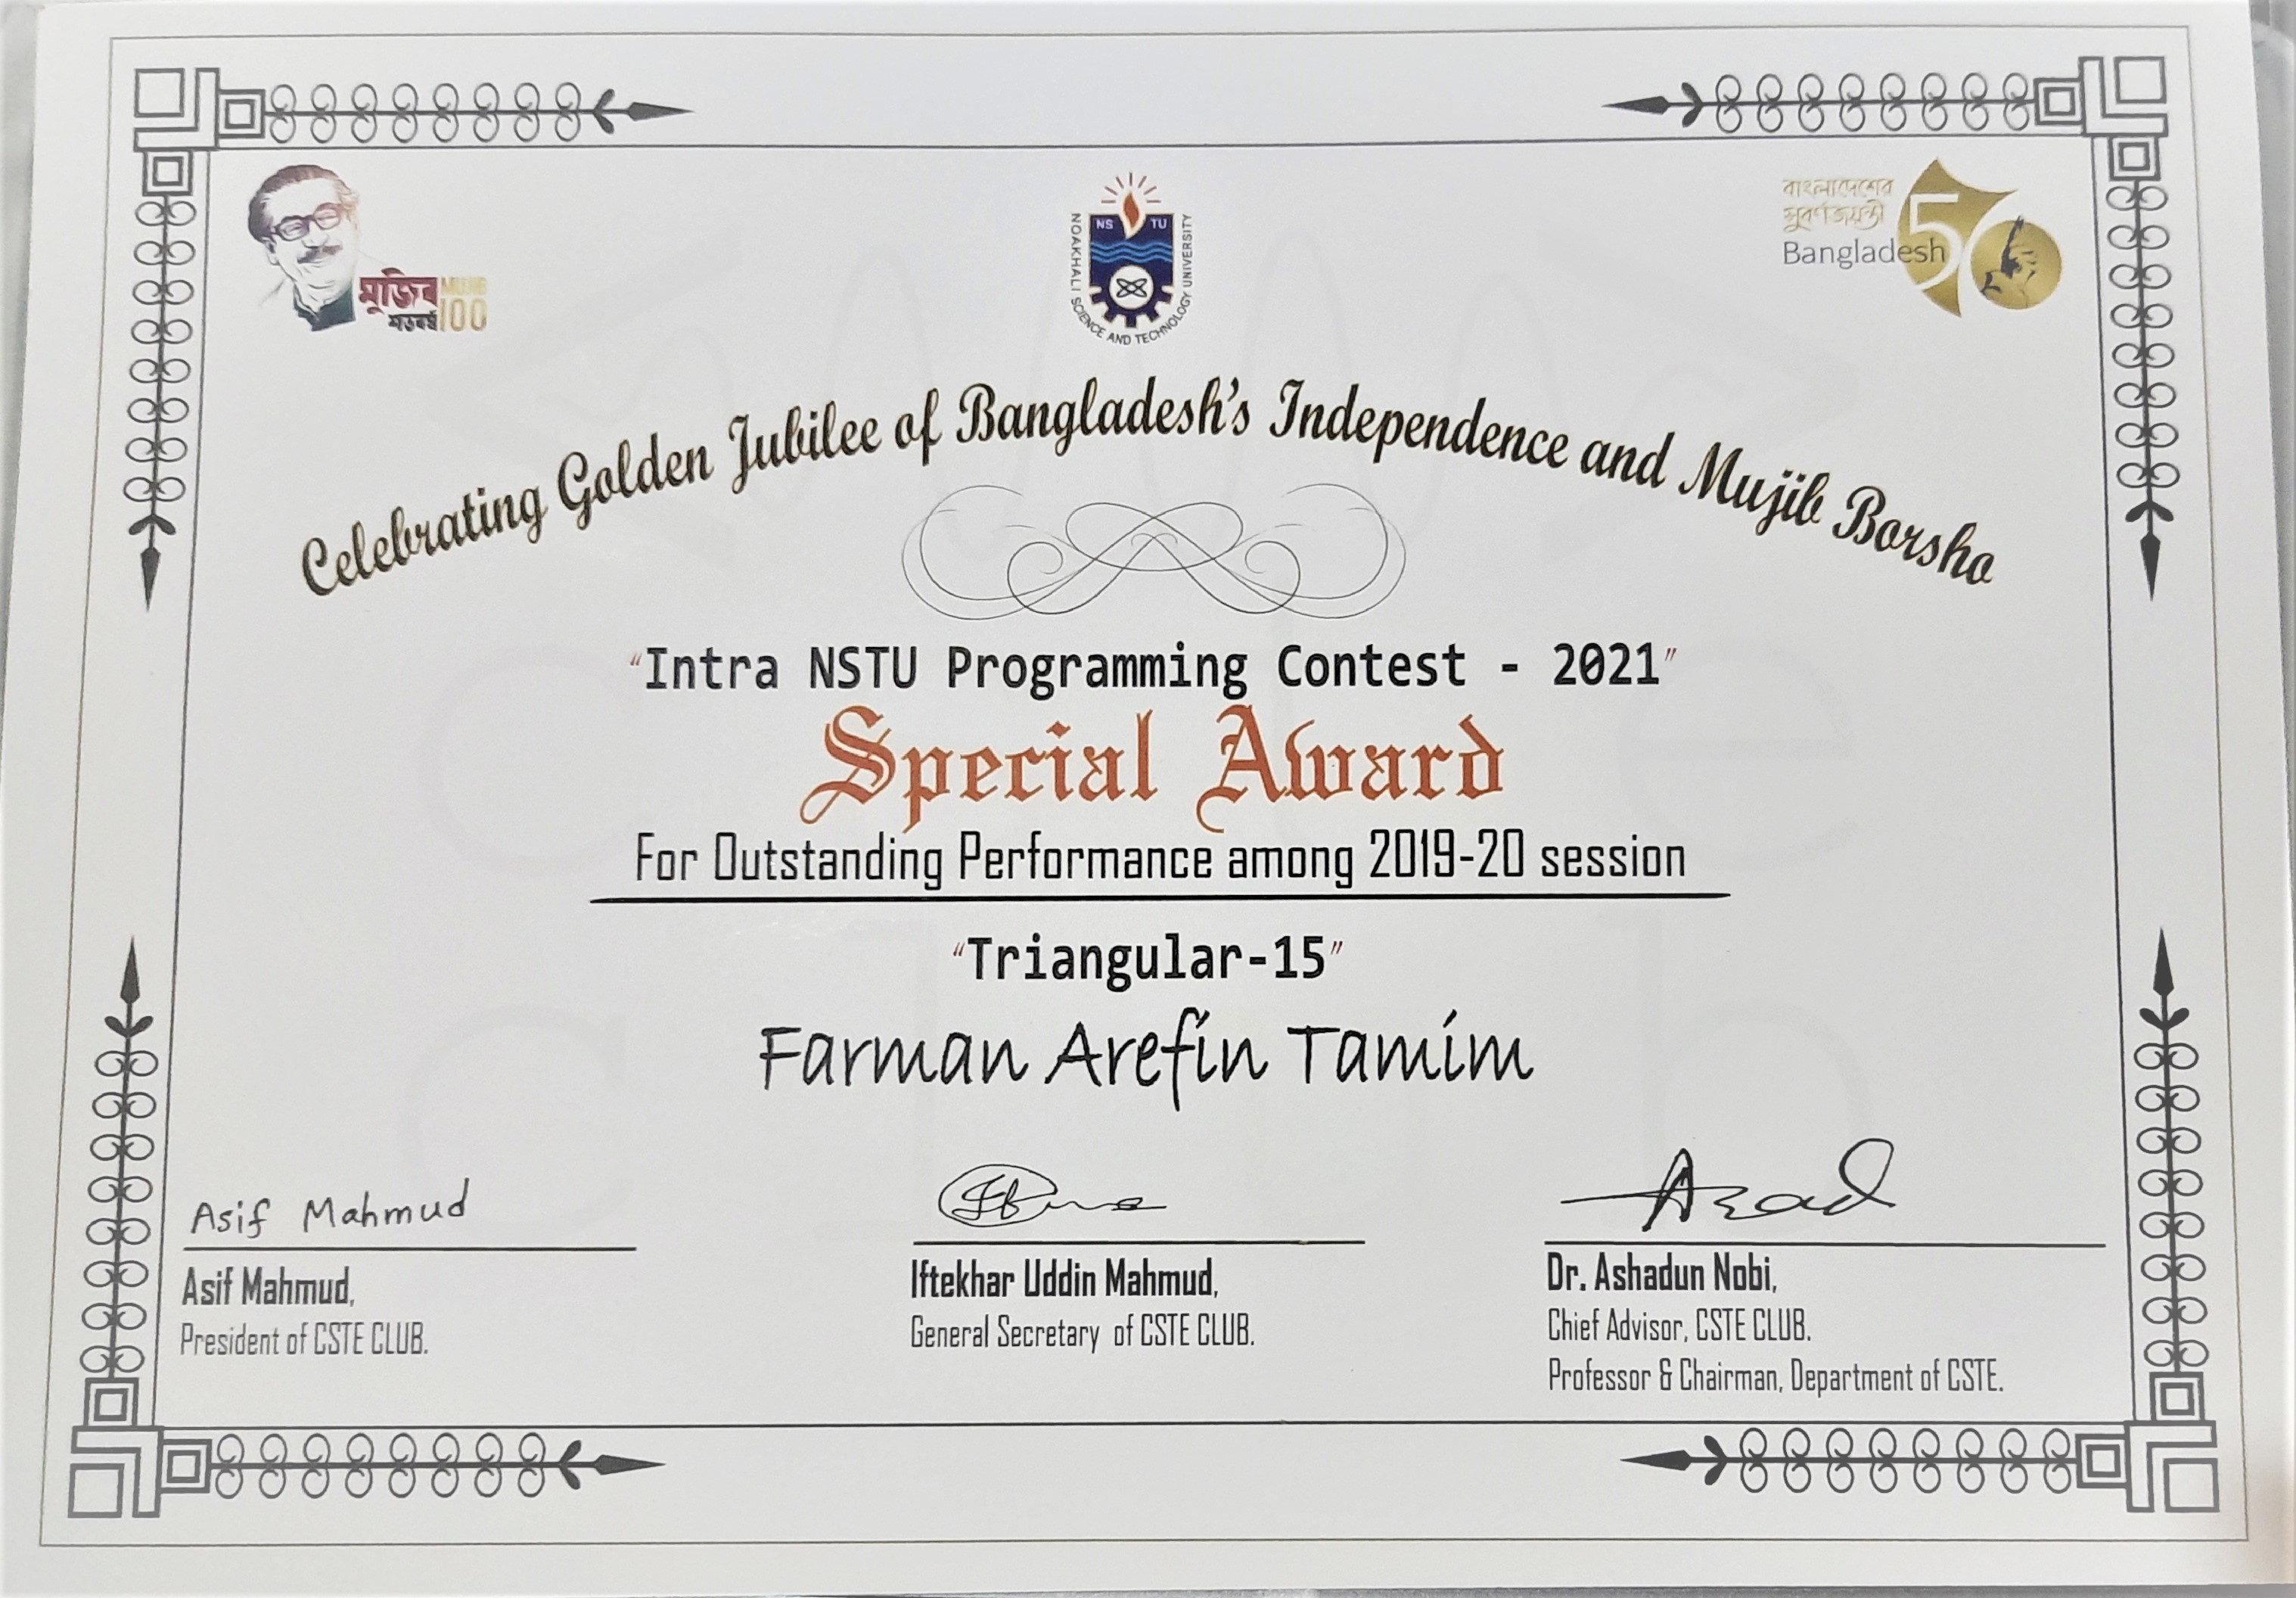 মুজিব MUJIB
শতবর্ষ 100
NS TU
NOAKHALI SCIENCE AND TECHNOLOGY UNIVERSITY
বাংলাদেশের
সুবর্ণজয়ন্তী
Bangladesh 50
Celebrating Golden Jubilee of Bangladesh's Independence and Mujib Borsho
"Intra NSTU Programming Contest - 2021"
Special Award
For Outstanding Performance among 2019-20 session
"Triangular-15"
Farman Arefin Tamim
Asif Mahmud
Azad
Asif Mahmud,
President of CSTE CLUB.
Iftekhar Uddin Mahmud,
General Secretary of CSTE CLUB.
Dr. Ashadun Nobi,
Chief Advisor, CSTE CLUB.
Professor & Chairman, Department of CSTE.